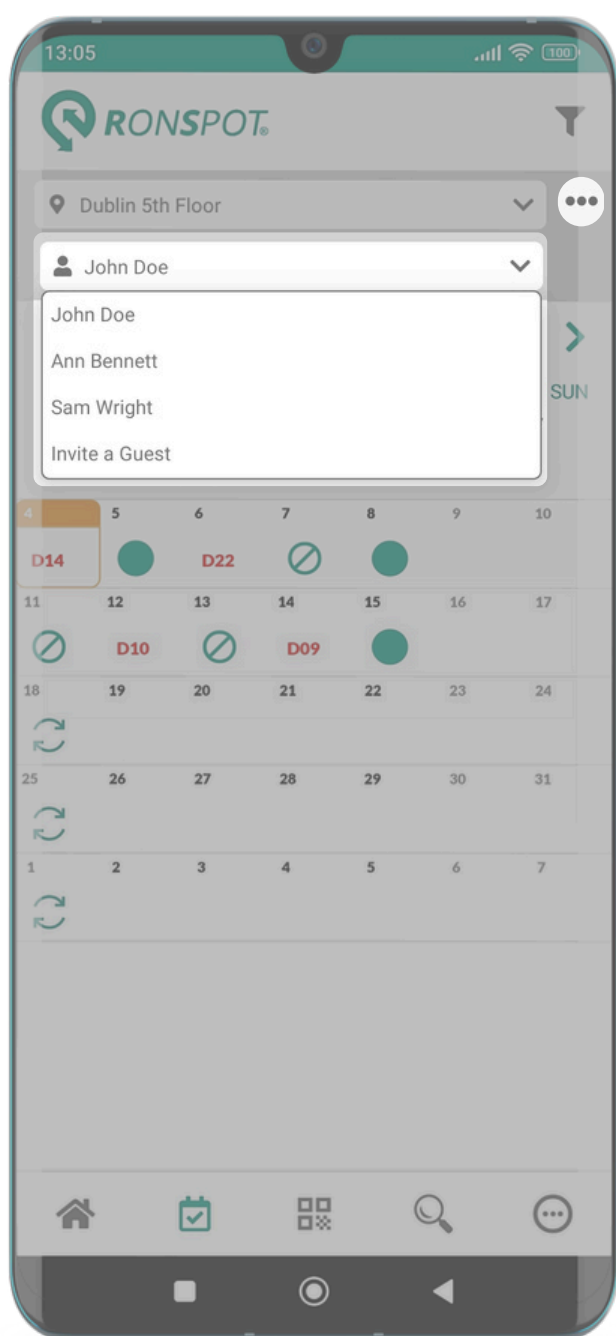 13:05 100
RONSPOT®
Dublin 5th Floor
John Doe
John Doe
Ann Bennett
Sam Wright
Invite a Guest
SUN
4 5 6 7 8 9 10
D14 D22
11 12 13 14 15 16 17
D10 D09
18 19 20 21 22 23 24
25 26 27 28 29 30 31
1 2 3 4 5 6 7